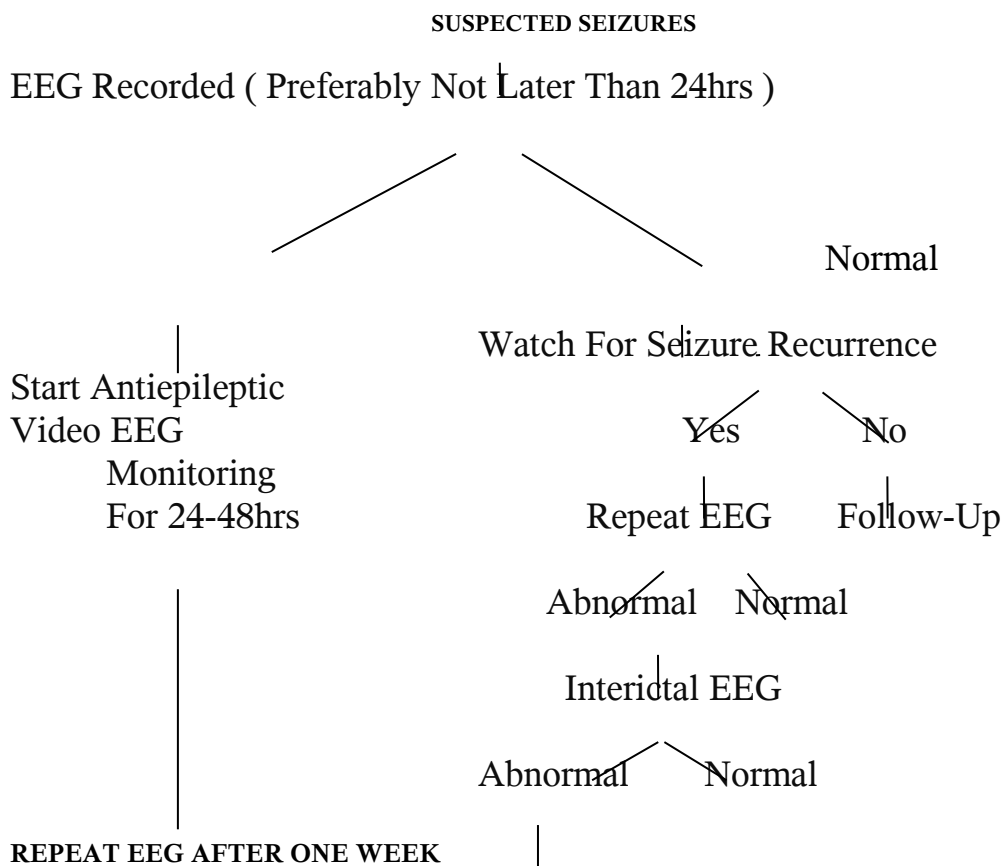 SUSPECTED SEIZURES
EEG Recorded ( Preferably Not Later Than 24hrs )
Normal
Watch For Seizure Recurrence
Start Antiepileptic
Video EEG
Monitoring
For 24-48hrs
Yes No
Repeat EEG Follow-Up
Abnormal Normal
Interictal EEG
Abnormal Normal
REPEAT EEG AFTER ONE WEEK